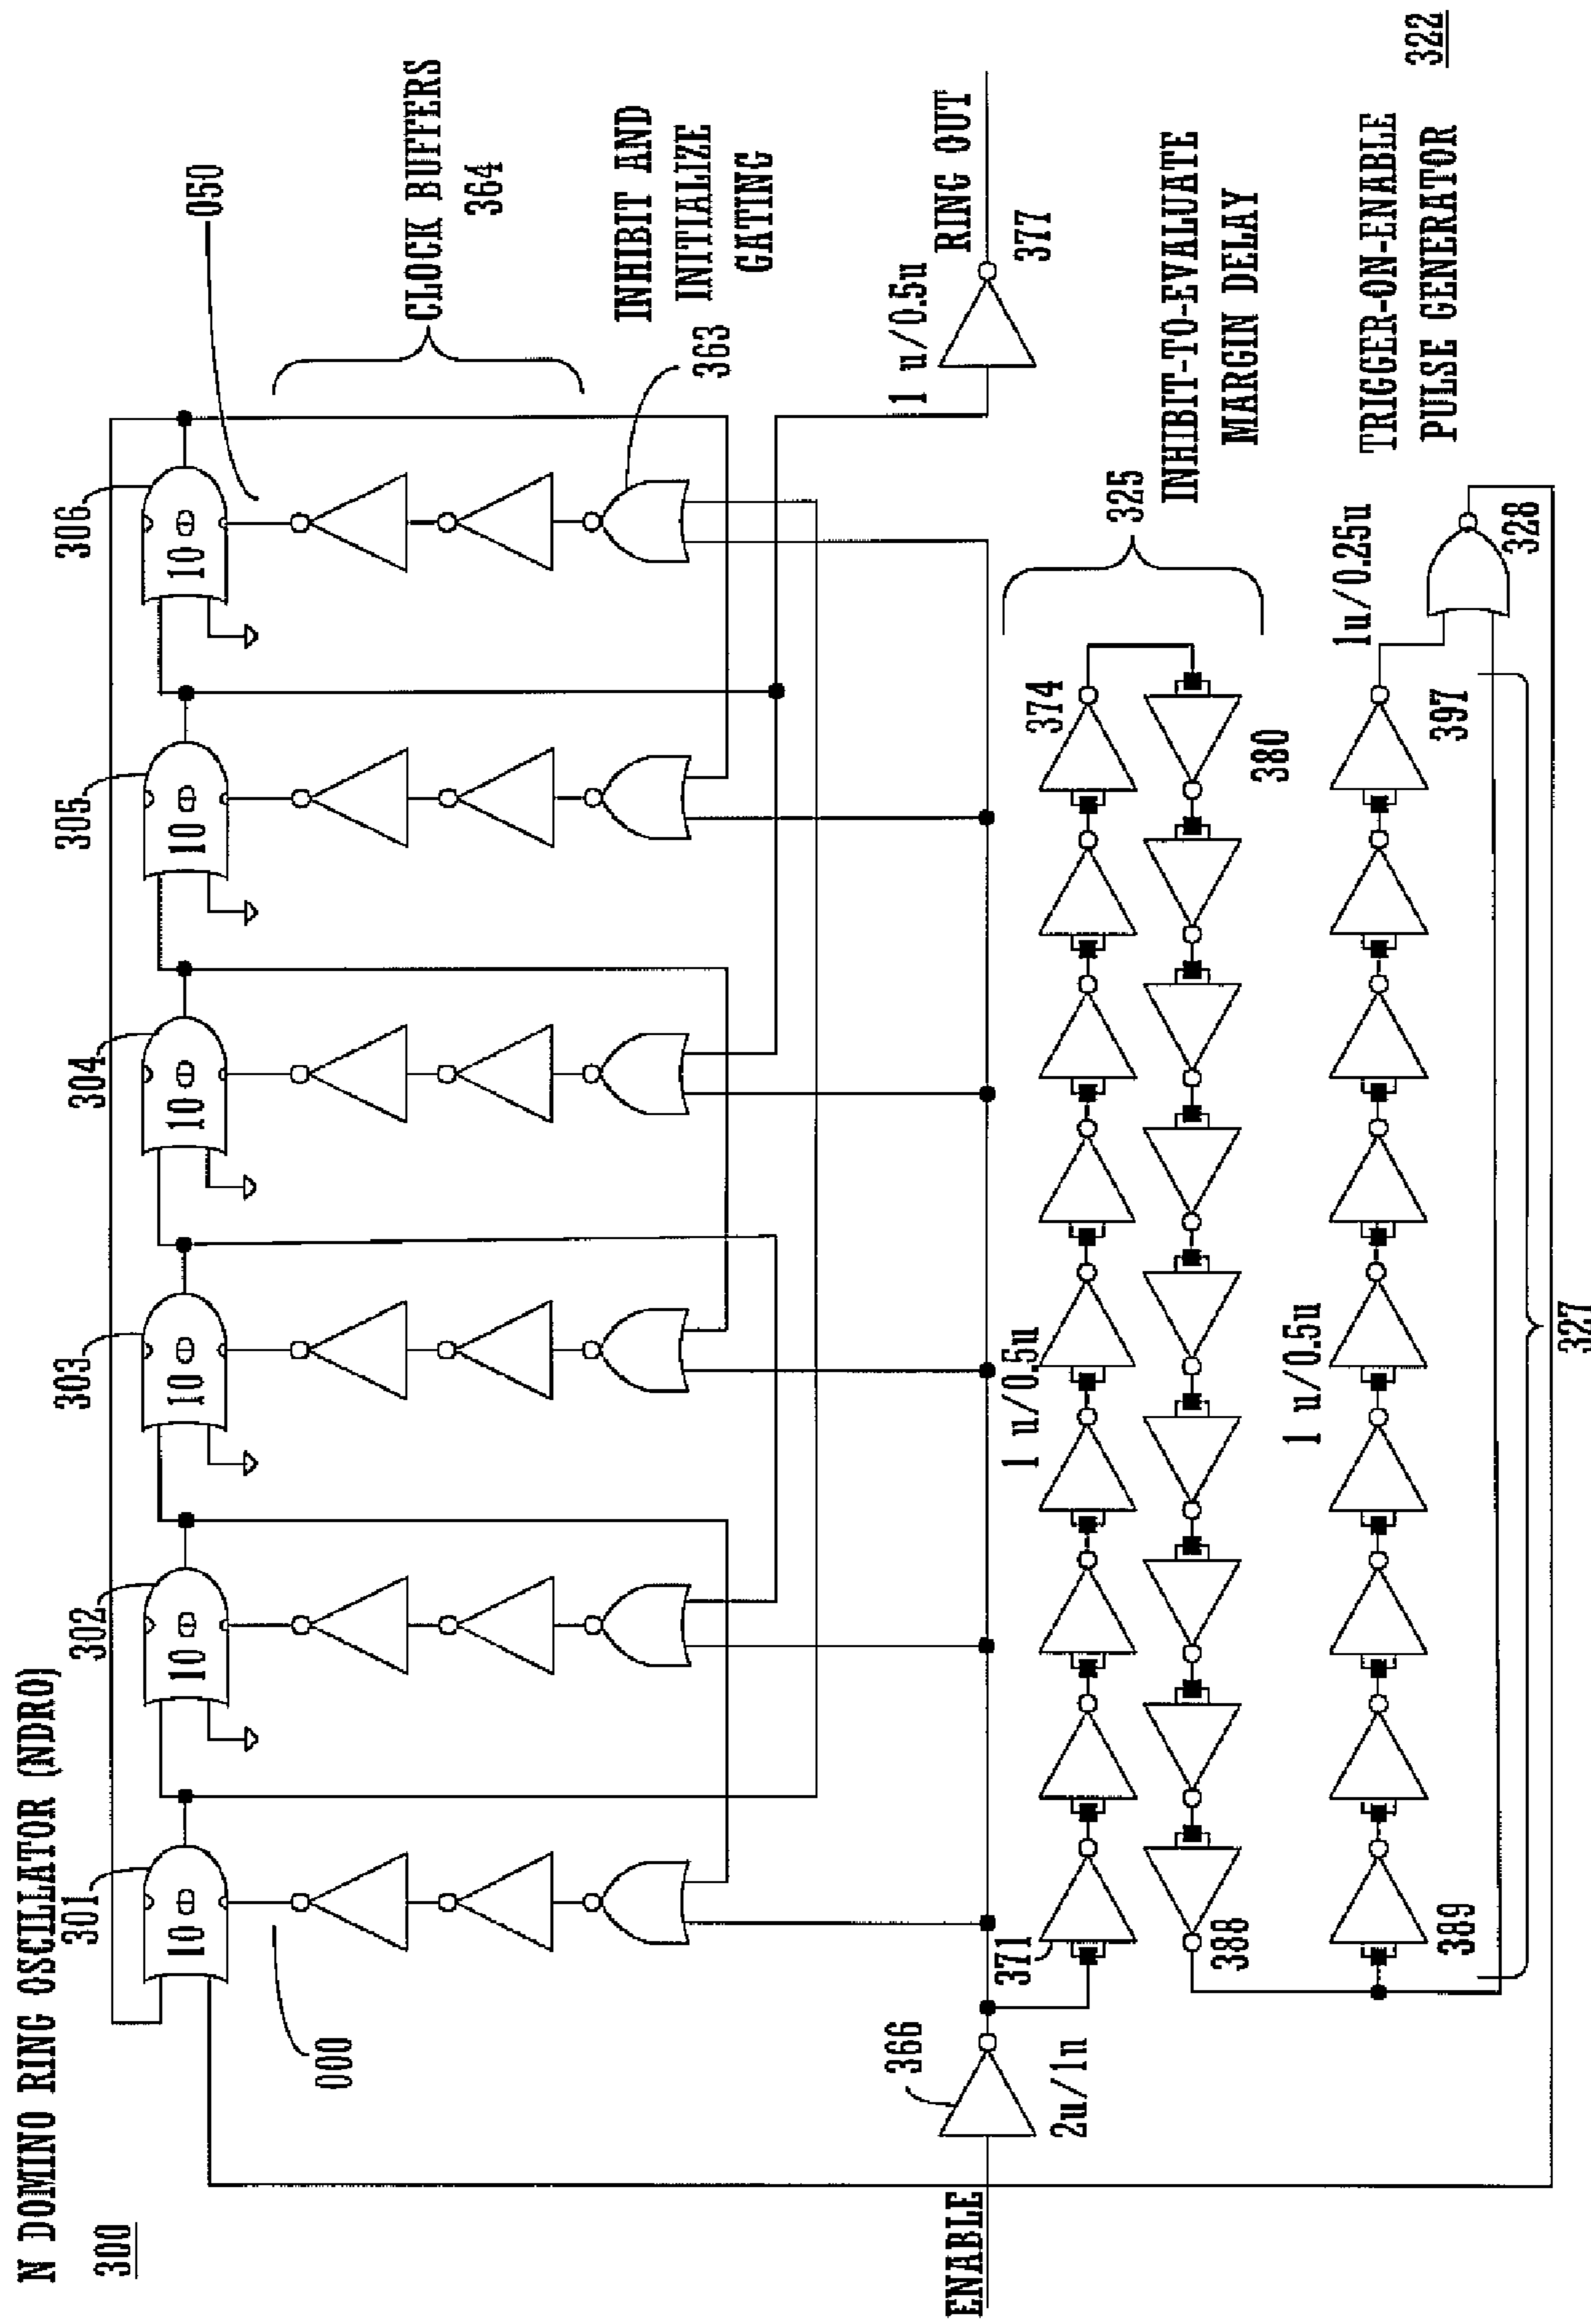 N DOMINO RING OSCILLATOR (NDRO)
300
301
302
303
304
305
306
10 Θ
10 Θ
10 Θ
10 Θ
10 Θ
10 Θ
000
050
CLOCK BUFFERS
364
INHIBIT AND
INITIALIZE
GATING
363
ENABLE
366
2u/1u
1 u/0.5u
RING OUT
377
371
1 u/0.5u
374
325
INHIBIT-TO-EVALUATE
MARGIN DELAY
380
388
389
1 u/0.5u
397
1u/0.25u
TRIGGER-ON-ENABLE
PULSE GENERATOR
322
328
327